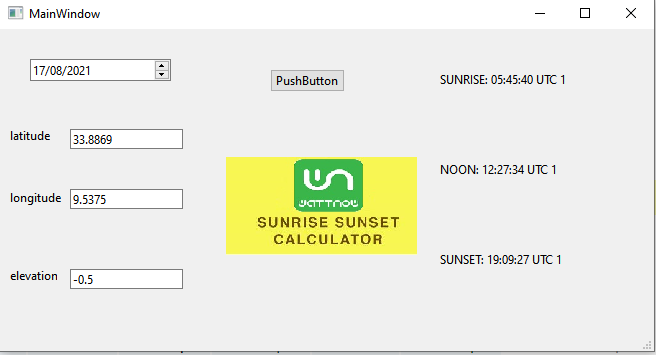 MainWindow
17/08/2021
PushButton
SUNRISE: 05:45:40 UTC 1
latitude
33.8869
NOON: 12:27:34 UTC 1
longitude
9.5375
wattnow
SUNRISE SUNSET
CALCULATOR
SUNSET: 19:09:27 UTC 1
elevation
-0.5